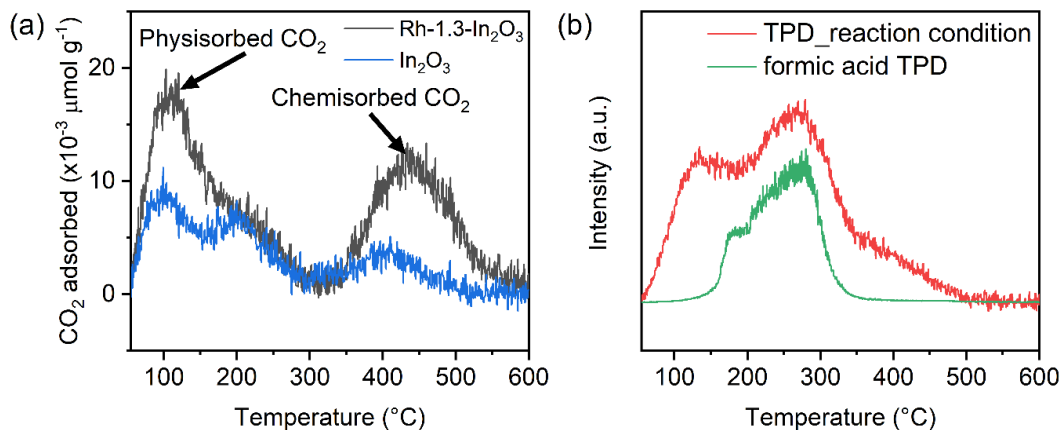 (a)
Physisorbed CO₂
Rh-1.3-In₂O₃
In₂O₃
Chemisorbed CO₂
20
10
0
CO₂ adsorbed (x10⁻³ μmol g⁻¹)
100 200 300 400 500 600
Temperature (°C)
(b)
TPD_reaction condition
formic acid TPD
Intensity (a.u.)
100 200 300 400 500 600
Temperature (°C)